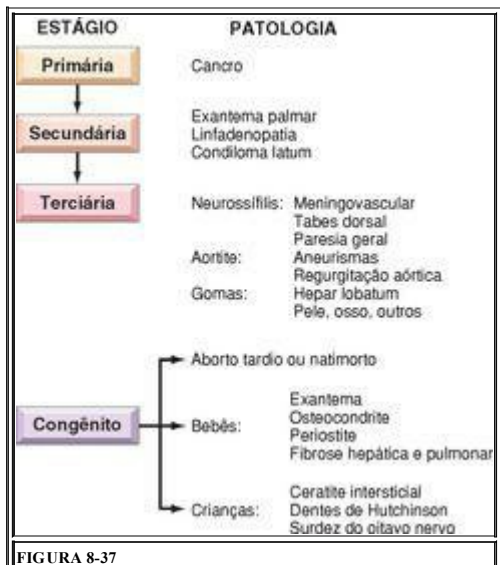 ESTÁGIO PATOLOGIA
Primária Cancro
Exantema palmar
Secundária Linfadenopatia
Condiloma latum
Terciária Neurossífilis: Meningovascular
Tabes dorsal
Paresia geral
Aortite: Aneurismas
Regurgitação aórtica
Gomas: Hepar lobatum
Pele, osso, outros
Aborto tardio ou natimorto
Exantema
Congênito Bebês: Osteocondrite
Periostite
Fibrose hepática e pulmonar
Ceratite intersticial
Crianças: Dentes de Hutchinson
Surdez do oitavo nervo
FIGURA 8-37